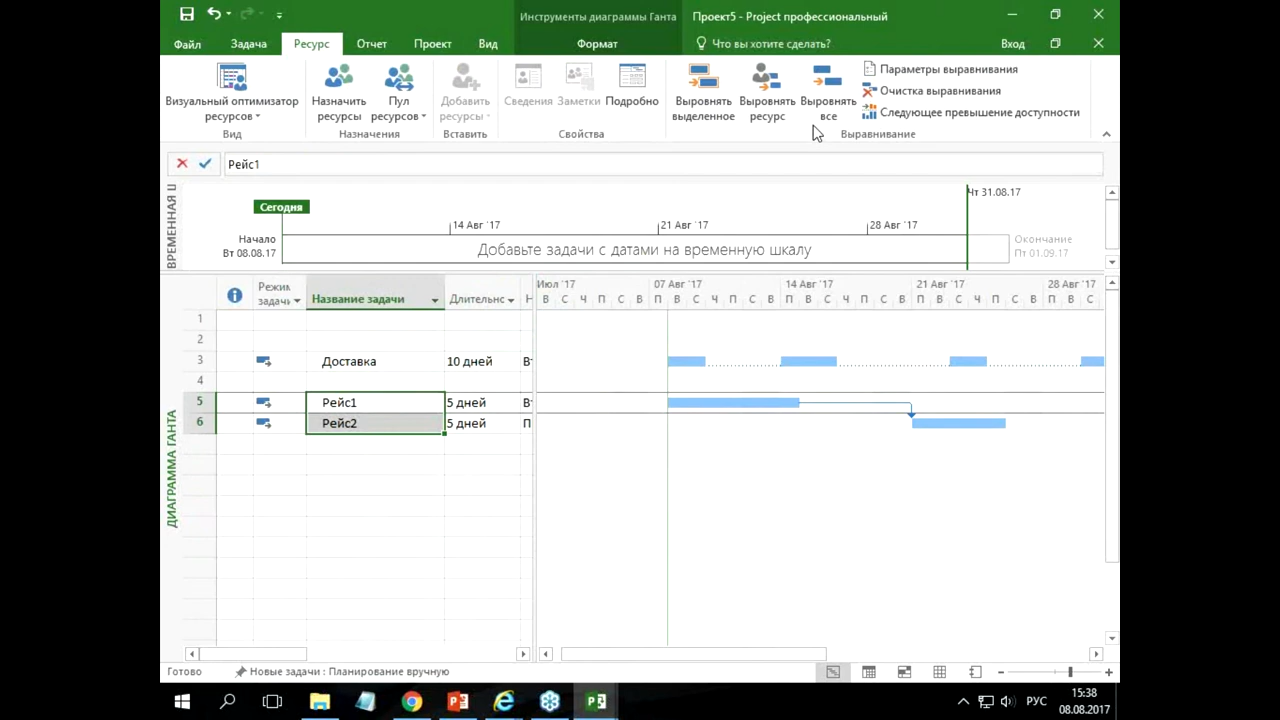 Инструменты диаграммы Ганта
Проект5 - Project профессиональный
Файл
Задача
Ресурс
Отчет
Проект
Вид
Формат
Что вы хотите сделать?
Вход
Визуальный оптимизатор
ресурсов
Назначить
ресурсы
Пул
ресурсов
Добавить
ресурсы
Сведения
Заметки
Подробно
Выровнять
выделенное
Выровнять
ресурс
Выровнять
все
Параметры выравнивания
Очистка выравнивания
Следующее превышение доступности
Вид
Назначения
Вставить
Свойства
Выравнивание
Рейс1
ВРЕМЕННАЯ Ш
Чт 31.08.17
Сегодня
14 Авг '17
21 Авг '17
28 Авг '17
Начало
Вт 08.08.17
Добавьте задачи с датами на временную шкалу
Окончание
Пт 01.09.17
ДИАГРАММА ГАНТА
Режим
задачи
Название задачи
Длительнс
Н
Июл '17
07 Авг '17
14 Авг '17
21 Авг '17
28 Авг '17
В С Ч П С В П В С Ч П С В П В С Ч П С В П В С
1
2
3 Доставка 10 дней Вт
4
5 Рейс1 5 дней Вт
6 Рейс2 5 дней П
Готово
Новые задачи : Планирование вручную
РУС
15:38
08.08.2017